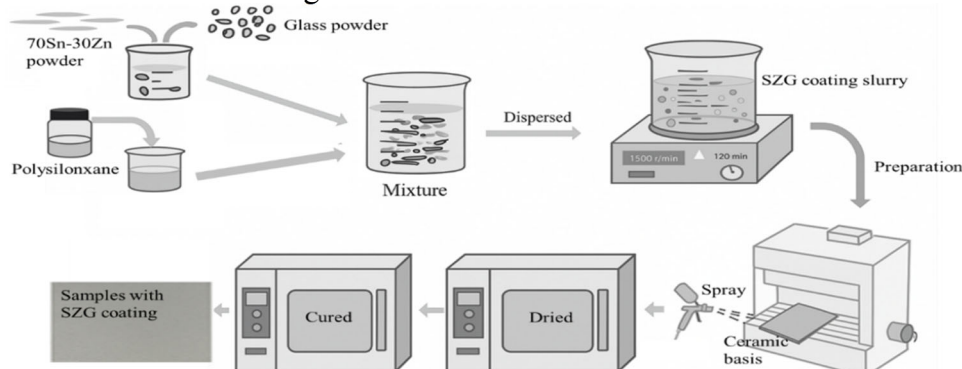 Glass powder
70Sn-30Zn
powder
SZG coating slurry
Dispersed
1500 r/min
120 min
Polysilonxane
Preparation
Mixture
Spray
Samples with
SZG coating
Cured
Dried
Ceramic
basis